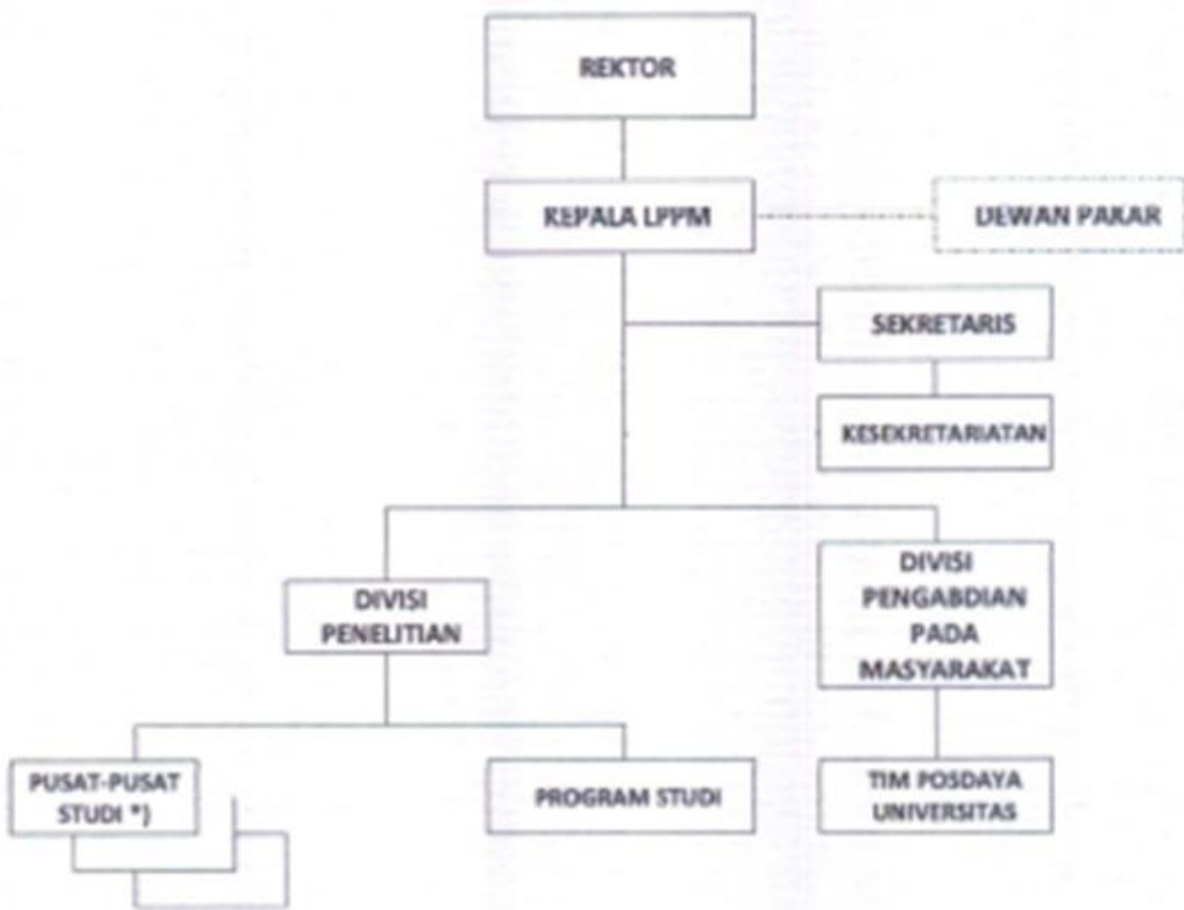 REKTOR
KEPALA LPPM
DEWAN PAKAR
SEKRETARIS
KESEKRETARIATAN
DIVISI
PENELITIAN
DIVISI
PENGABDIAN
PADA
MASYARAKAT
PUSAT-PUSAT
STUDI *)
PROGRAM STUDI
TIM POSDAYA
UNIVERSITAS